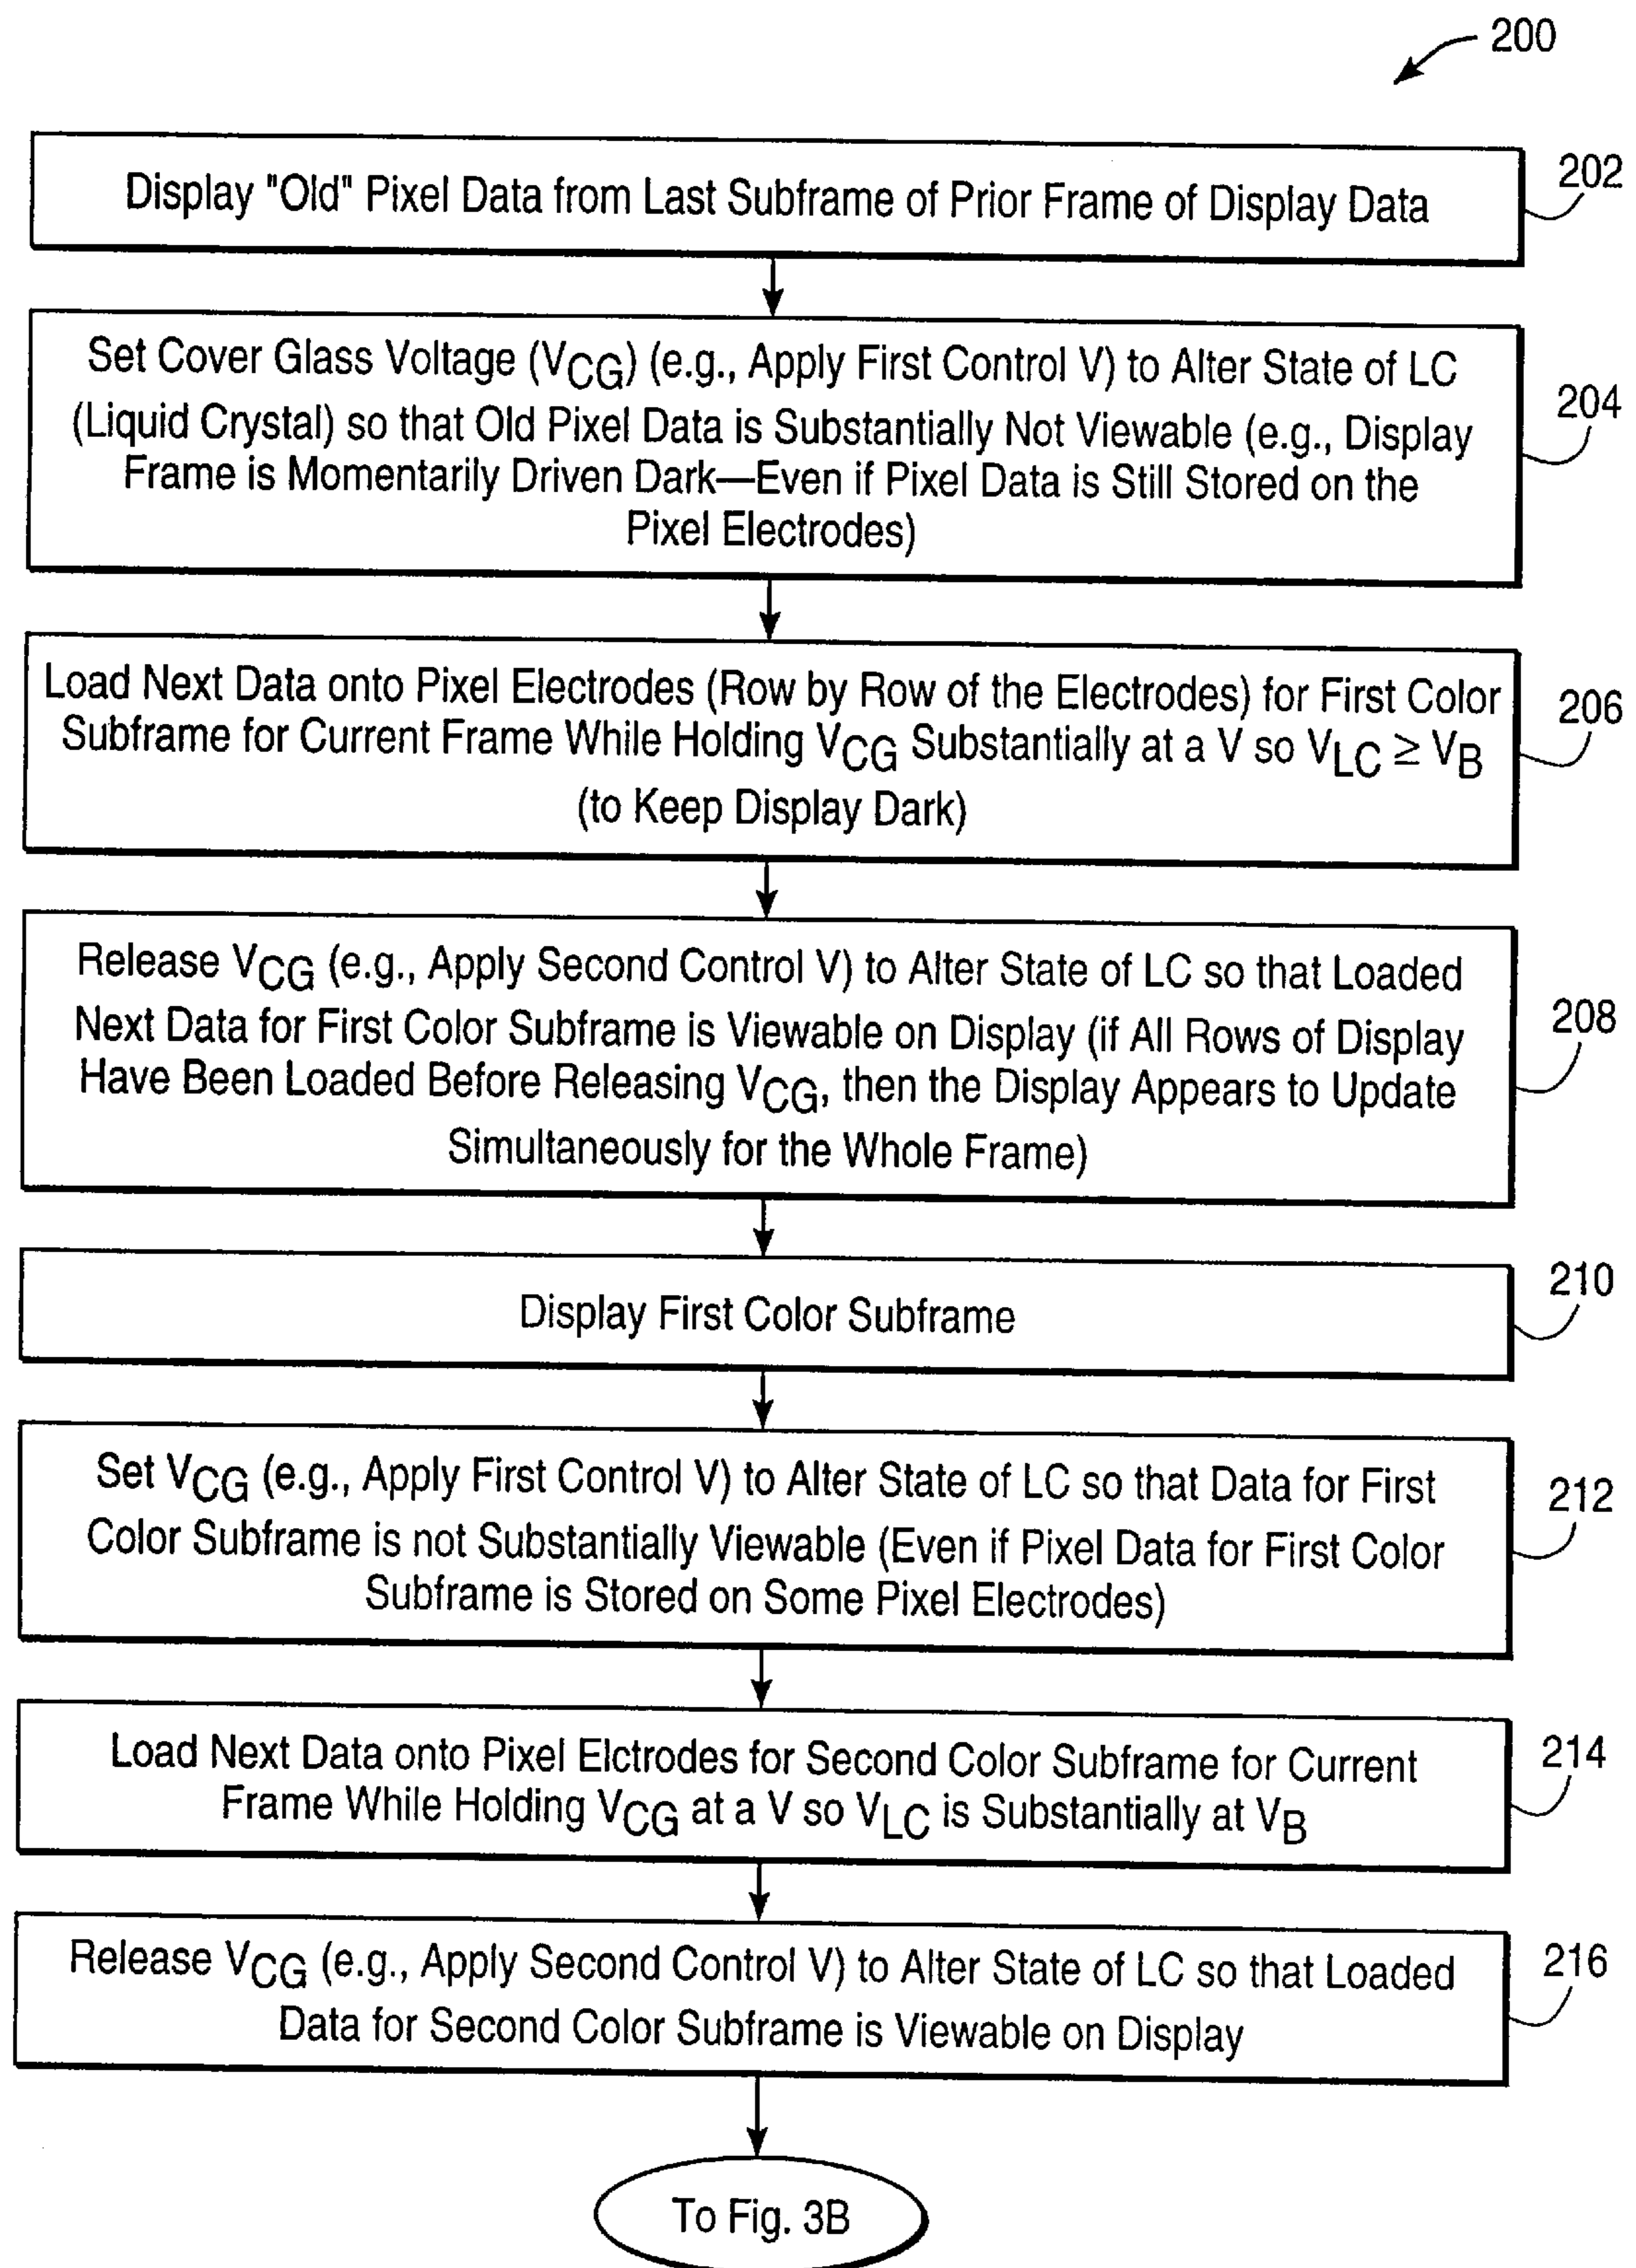 200
Display "Old" Pixel Data from Last Subframe of Prior Frame of Display Data
202
Set Cover Glass Voltage (VCG) (e.g., Apply First Control V) to Alter State of LC
(Liquid Crystal) so that Old Pixel Data is Substantially Not Viewable (e.g., Display
Frame is Momentarily Driven Dark—Even if Pixel Data is Still Stored on the
Pixel Electrodes)
204
Load Next Data onto Pixel Electrodes (Row by Row of the Electrodes) for First Color
Subframe for Current Frame While Holding VCG Substantially at a V so VLC ≥ VB
(to Keep Display Dark)
206
Release VCG (e.g., Apply Second Control V) to Alter State of LC so that Loaded
Next Data for First Color Subframe is Viewable on Display (if All Rows of Display
Have Been Loaded Before Releasing VCG, then the Display Appears to Update
Simultaneously for the Whole Frame)
208
Display First Color Subframe
210
Set VCG (e.g., Apply First Control V) to Alter State of LC so that Data for First
Color Subframe is not Substantially Viewable (Even if Pixel Data for First Color
Subframe is Stored on Some Pixel Electrodes)
212
Load Next Data onto Pixel Elctrodes for Second Color Subframe for Current
Frame While Holding VCG at a V so VLC is Substantially at VB
214
Release VCG (e.g., Apply Second Control V) to Alter State of LC so that Loaded
Data for Second Color Subframe is Viewable on Display
216
To Fig. 3B